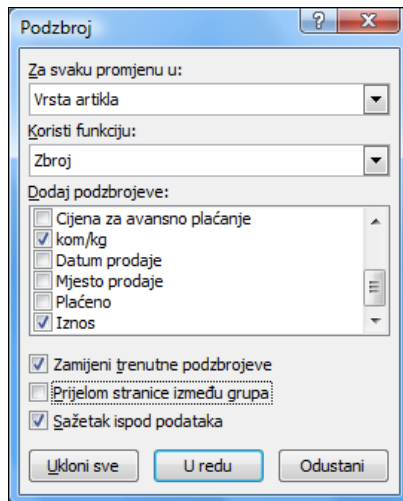 Podzbroj
Za svaku promjenu u:
Vrsta artikla
Koristi funkciju:
Zbroj
Dodaj podzbrojeve:
Cijena za avansno plaćanje
kom/kg
Datum prodaje
Mjesto prodaje
Plaćeno
Iznos
Zamijeni trenutne podzbrojeve
Prijelom stranice između grupa
Sažetak ispod podataka
Ukloni sve U redu Odustani